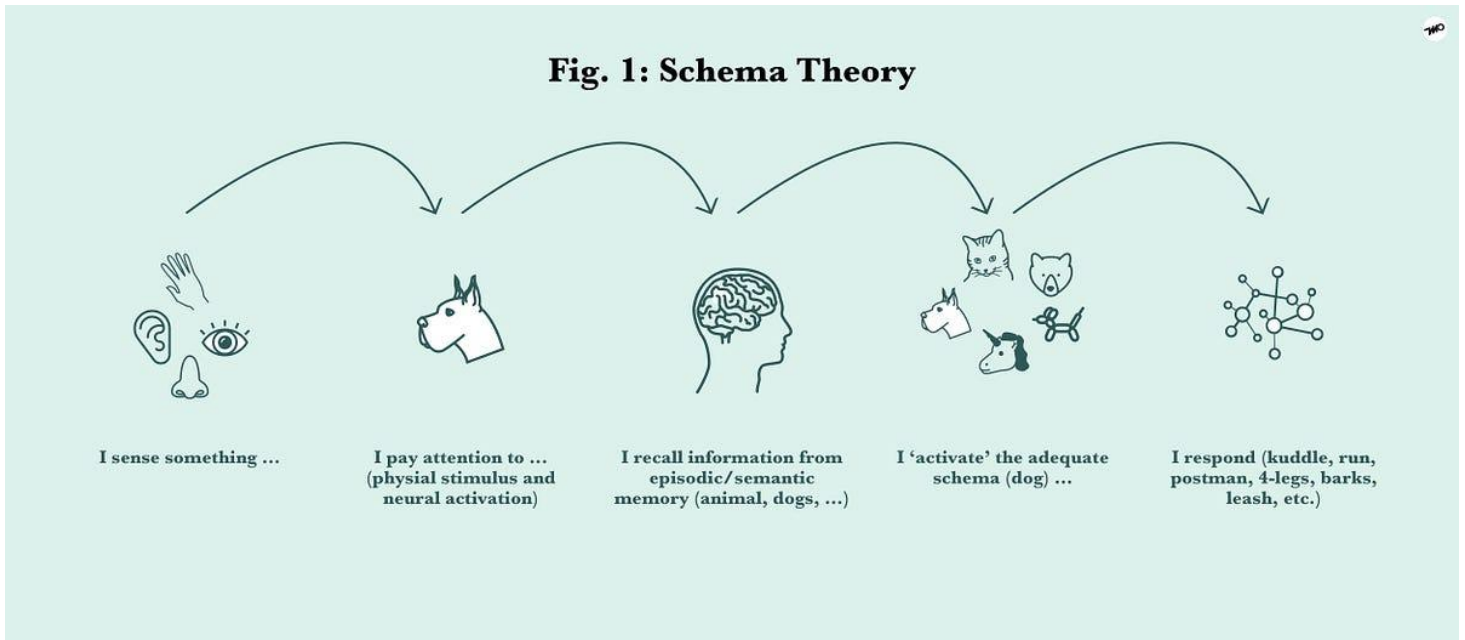 Fig. 1: Schema Theory
I sense something ...
I pay attention to ...
(physial stimulus and
neural activation)
I recall information from
episodic/semantic
memory (animal, dogs, ...)
I ‘activate’ the adequate
schema (dog) ...
I respond (kuddle, run,
postman, 4-legs, barks,
leash, etc.)